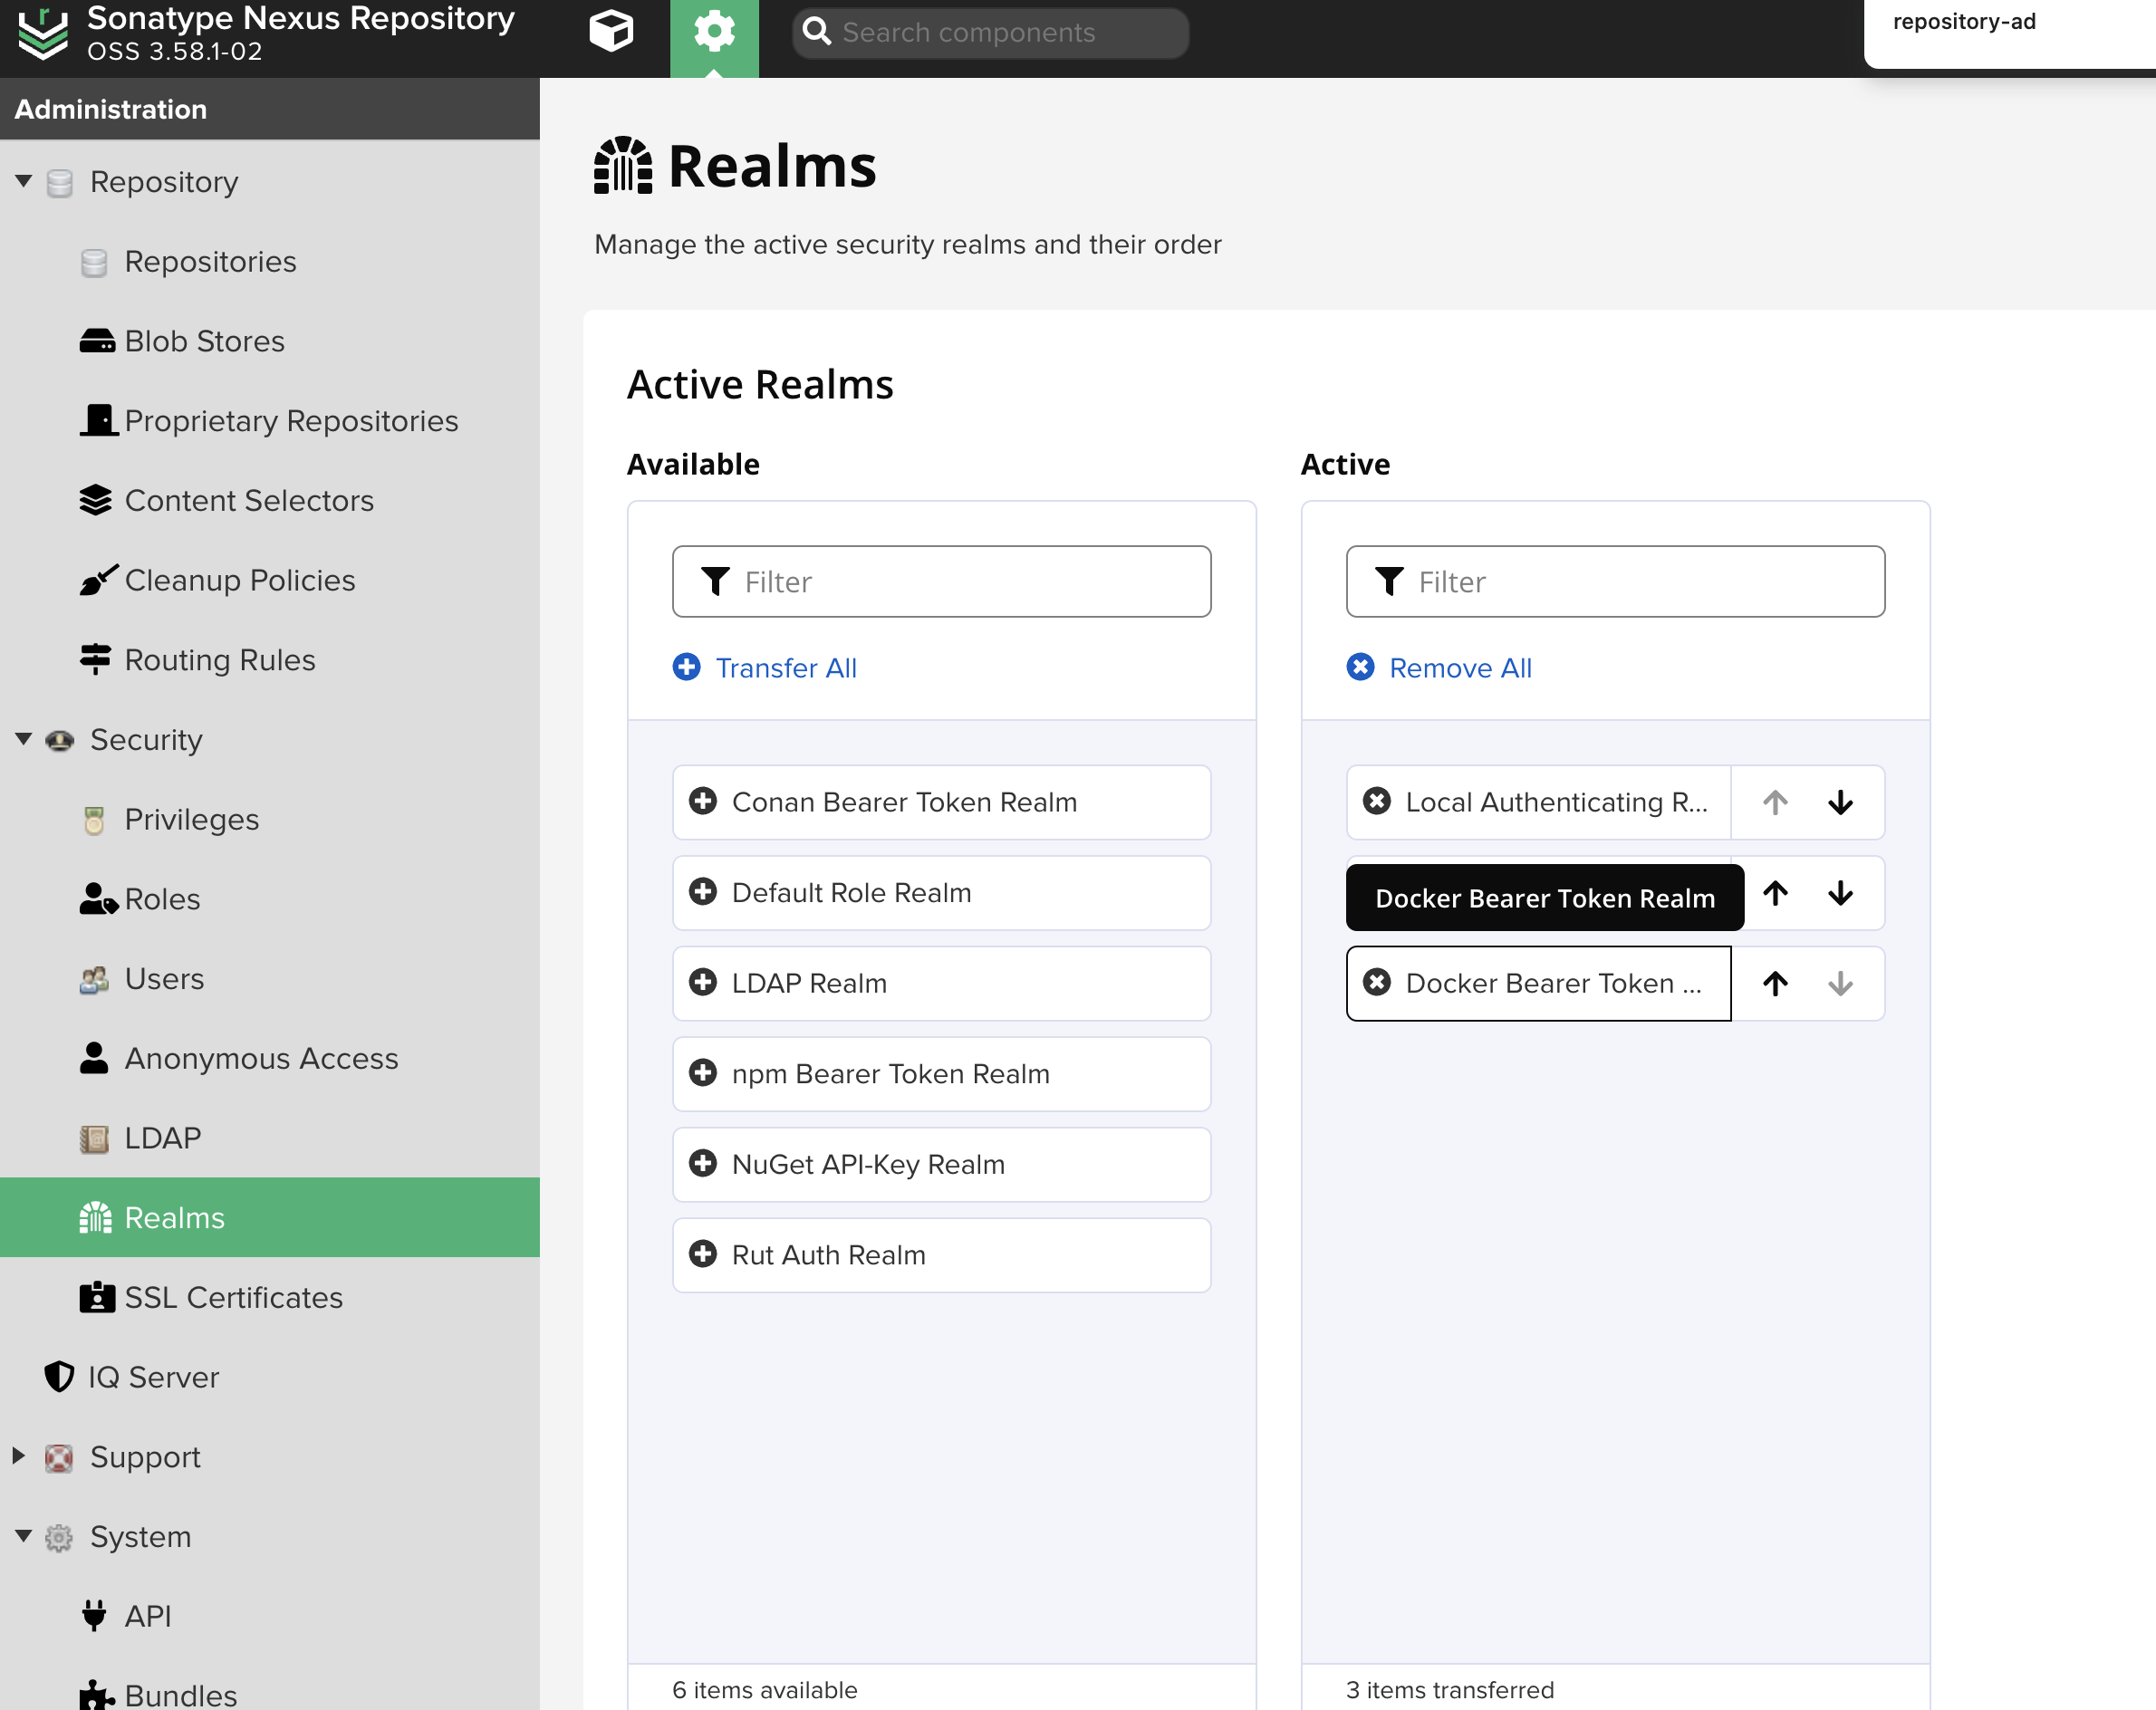 Sonatype Nexus Repository
OSS 3.58.1-02
Search components
repository-ad
Administration
Repository
Repositories
Blob Stores
Proprietary Repositories
Content Selectors
Cleanup Policies
Routing Rules
Security
Privileges
Roles
Users
Anonymous Access
LDAP
Realms
SSL Certificates
IQ Server
Support
System
API
Bundles
Realms
Manage the active security realms and their order
Active Realms
Available
Filter
Transfer All
Conan Bearer Token Realm
Default Role Realm
LDAP Realm
npm Bearer Token Realm
NuGet API-Key Realm
Rut Auth Realm
6 items available
Active
Filter
Remove All
Local Authenticating R...
Docker Bearer Token Realm
Docker Bearer Token ...
3 items transferred